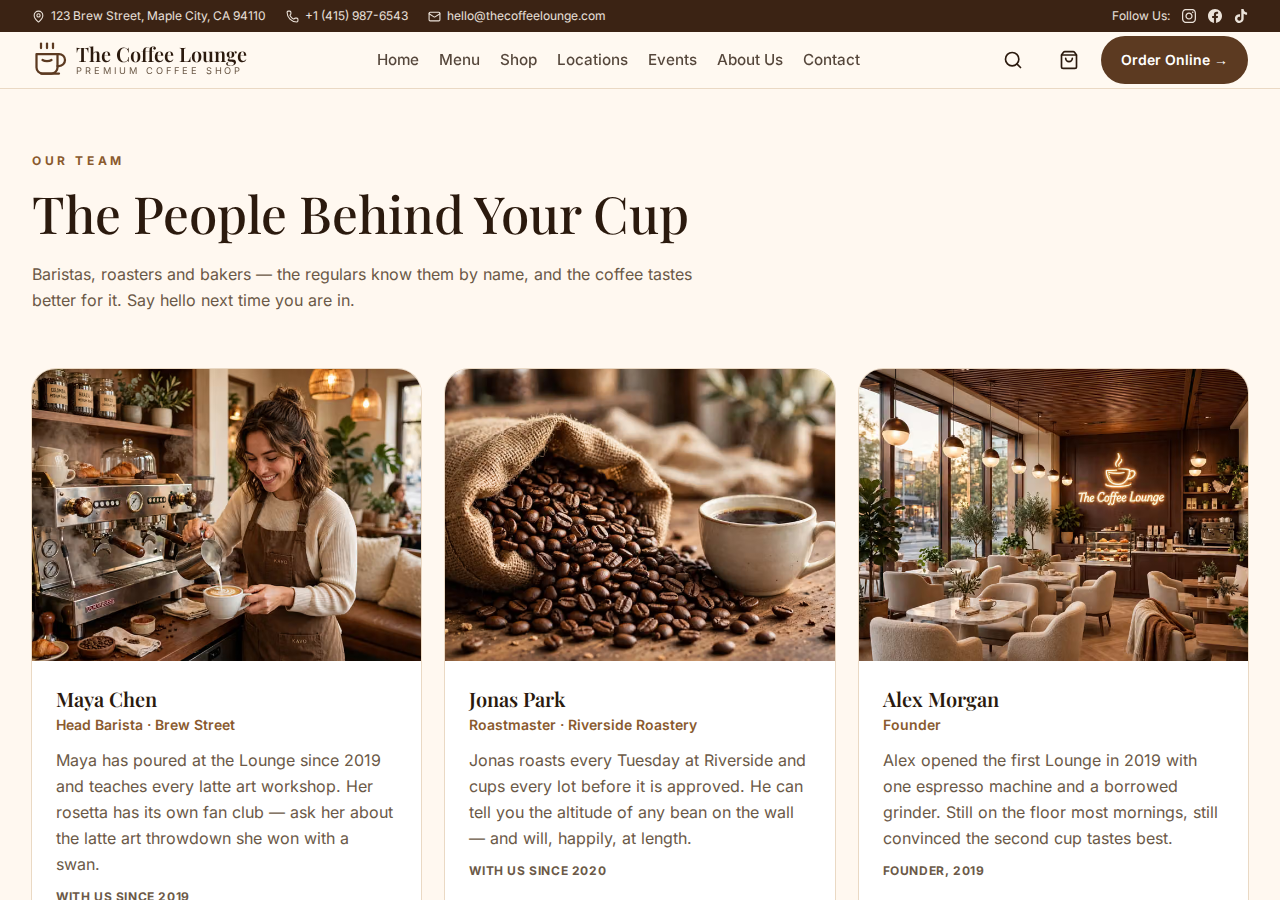 123 Brew Street, Maple City, CA 94110 +1 (415) 987-6543 hello@thecoffeelounge.com Follow Us:
The Coffee Lounge
PREMIUM COFFEE SHOP
Home Menu Shop Locations Events About Us Contact
Order Online →
OUR TEAM
The People Behind Your Cup
Baristas, roasters and bakers — the regulars know them by name, and the coffee tastes
better for it. Say hello next time you are in.
The Coffee Lounge
Maya Chen
Head Barista · Brew Street
Maya has poured at the Lounge since 2019
and teaches every latte art workshop. Her
rosetta has its own fan club — ask her about
the latte art throwdown she won with a
swan.
WITH US SINCE 2019
Jonas Park
Roastmaster · Riverside Roastery
Jonas roasts every Tuesday at Riverside and
cups every lot before it is approved. He can
tell you the altitude of any bean on the wall
— and will, happily, at length.
WITH US SINCE 2020
Alex Morgan
Founder
Alex opened the first Lounge in 2019 with
one espresso machine and a borrowed
grinder. Still on the floor most mornings, still
convinced the second cup tastes best.
FOUNDER, 2019